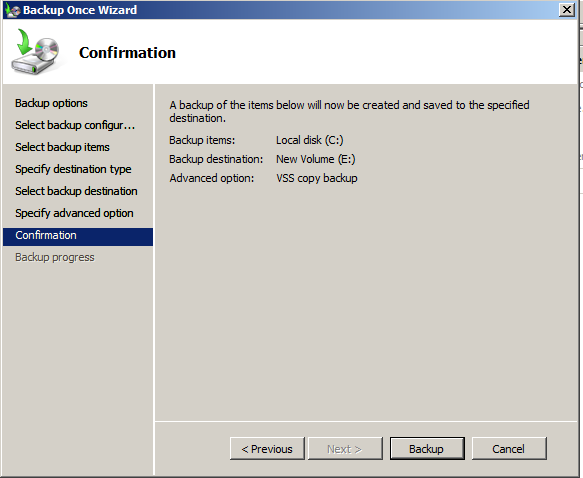 Backup Once Wizard
Confirmation
Backup options
Select backup configur...
Select backup items
Specify destination type
Select backup destination
Specify advanced option
Confirmation
Backup progress
A backup of the items below will now be created and saved to the specified
destination.
Backup items: Local disk (C:)
Backup destination: New Volume (E:)
Advanced option: VSS copy backup
< Previous Next > Backup Cancel